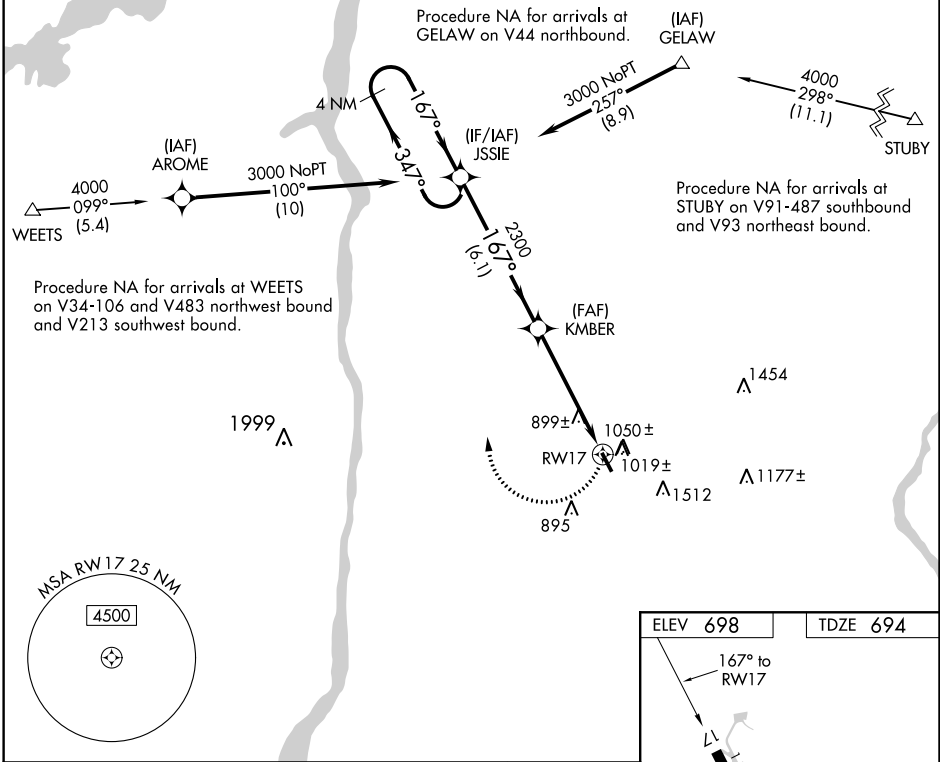 Procedure NA for arrivals at
GELAW on V44 northbound.
(IAF)
GELAW
3000 NoPT
257°
(8.9)
4000
298°
(11.1)
STUBY
4 NM
167°
347°
(IF/IAF)
JSSIE
(IAF)
AROME
3000 NoPT
100°
(10)
4000
099°
(5.4)
WEETS
Procedure NA for arrivals at
STUBY on V91-487 southbound
and V93 northeast bound.
2300
167°
(6.1)
Procedure NA for arrivals at WEETS
on V34-106 and V483 northwest bound
and V213 southwest bound.
(FAF)
KMBER
1454
1999
899±
1050±
RW17
1019±
1177±
1512
895
MSA RW17 25 NM
4500
ELEV 698
TDZE 694
167° to
RW17
17